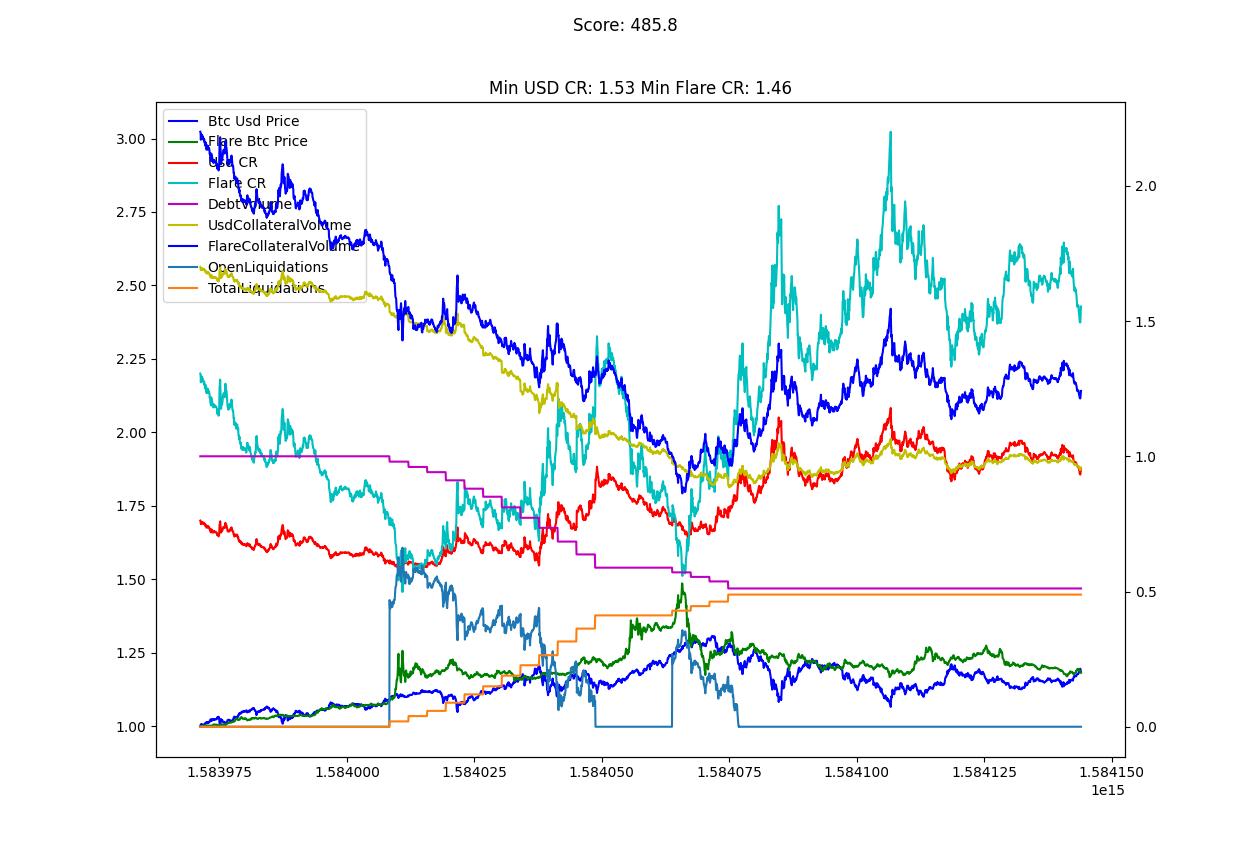 Score: 485.8
Min USD CR: 1.53 Min Flare CR: 1.46
Btc Usd Price
Flare Btc Price
Usd CR
Flare CR
DebtVolume
UsdCollateralVolume
FlareCollateralVolume
OpenLiquidations
TotalLiquidations
3.00
2.75
2.50
2.25
2.00
1.75
1.50
1.25
1.00
2.0
1.5
1.0
0.5
0.0
1.583975 1.584000 1.584025 1.584050 1.584075 1.584100 1.584125 1.584150
1e15